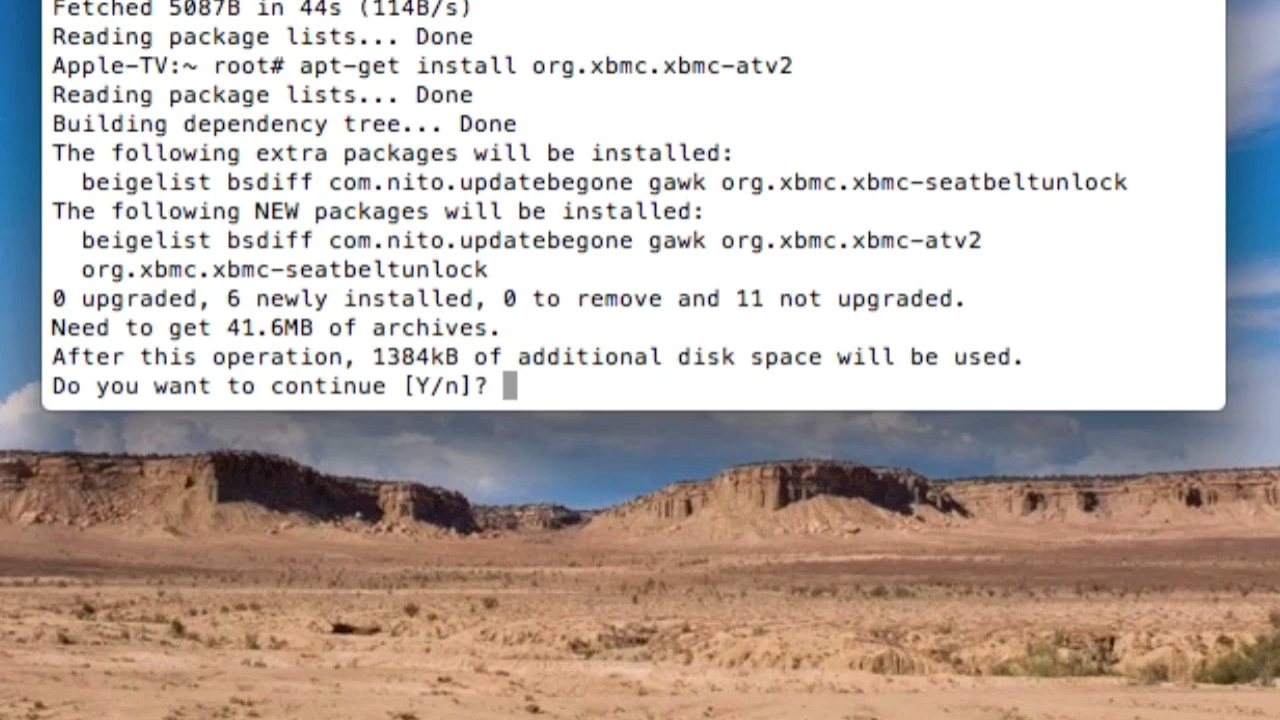 Fetched 5087B in 44s (114B/s)
Reading package lists... Done
Apple-TV:~ root# apt-get install org.xbmc.xbmc-atv2
Reading package lists... Done
Building dependency tree... Done
The following extra packages will be installed:
  beigelist bsdiff com.nito.updatebegone gawk org.xbmc.xbmc-seatbeltunlock
The following NEW packages will be installed:
  beigelist bsdiff com.nito.updatebegone gawk org.xbmc.xbmc-atv2
  org.xbmc.xbmc-seatbeltunlock
0 upgraded, 6 newly installed, 0 to remove and 11 not upgraded.
Need to get 41.6MB of archives.
After this operation, 1384kB of additional disk space will be used.
Do you want to continue [Y/n]?